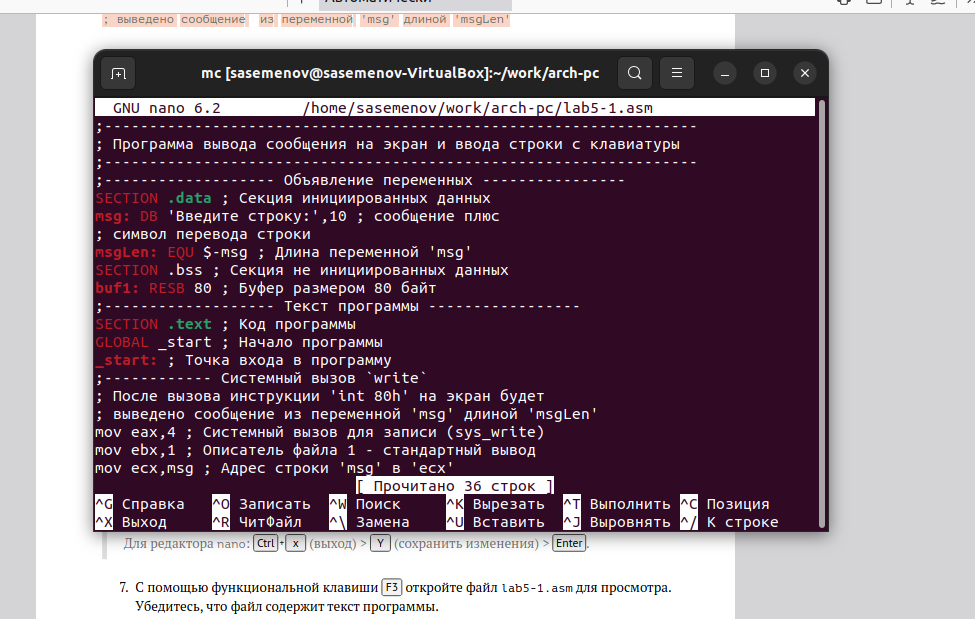 Автоматически
; выведено сообщение из переменной 'msg' длиной 'msgLen'
mc [sasemenov@sasemenov-VirtualBox]:~/work/arch-pc
GNU nano 6.2 /home/sasemenov/work/arch-pc/lab5-1.asm
;------------------------------------------------------------------
; Программа вывода сообщения на экран и ввода строки с клавиатуры
;------------------------------------------------------------------
;------------------- Объявление переменных ----------------
SECTION .data ; Секция инициированных данных
msg: DB 'Введите строку:',10 ; сообщение плюс
; символ перевода строки
msgLen: EQU $-msg ; Длина переменной 'msg'
SECTION .bss ; Секция не инициированных данных
buf1: RESB 80 ; Буфер размером 80 байт
;------------------- Текст программы -----------------
SECTION .text ; Код программы
GLOBAL _start ; Начало программы
_start: ; Точка входа в программу
;------------ Системный вызов `write`
; После вызова инструкции 'int 80h' на экран будет
; выведено сообщение из переменной 'msg' длиной 'msgLen'
mov eax,4 ; Системный вызов для записи (sys_write)
mov ebx,1 ; Описатель файла 1 - стандартный вывод
mov ecx,msg ; Адрес строки 'msg' в 'ecx'
[ Прочитано 36 строк ]
^G Справка ^O Записать ^W Поиск ^K Вырезать ^T Выполнить ^C Позиция
^X Выход ^R ЧитФайл ^\ Замена ^U Вставить ^J Выровнять ^/ К строке
Для редактора nano: Ctrl + x (выход) > Y (сохранить изменения) > Enter.
7. С помощью функциональной клавиши F3 откройте файл lab5-1.asm для просмотра.
Убедитесь, что файл содержит текст программы.